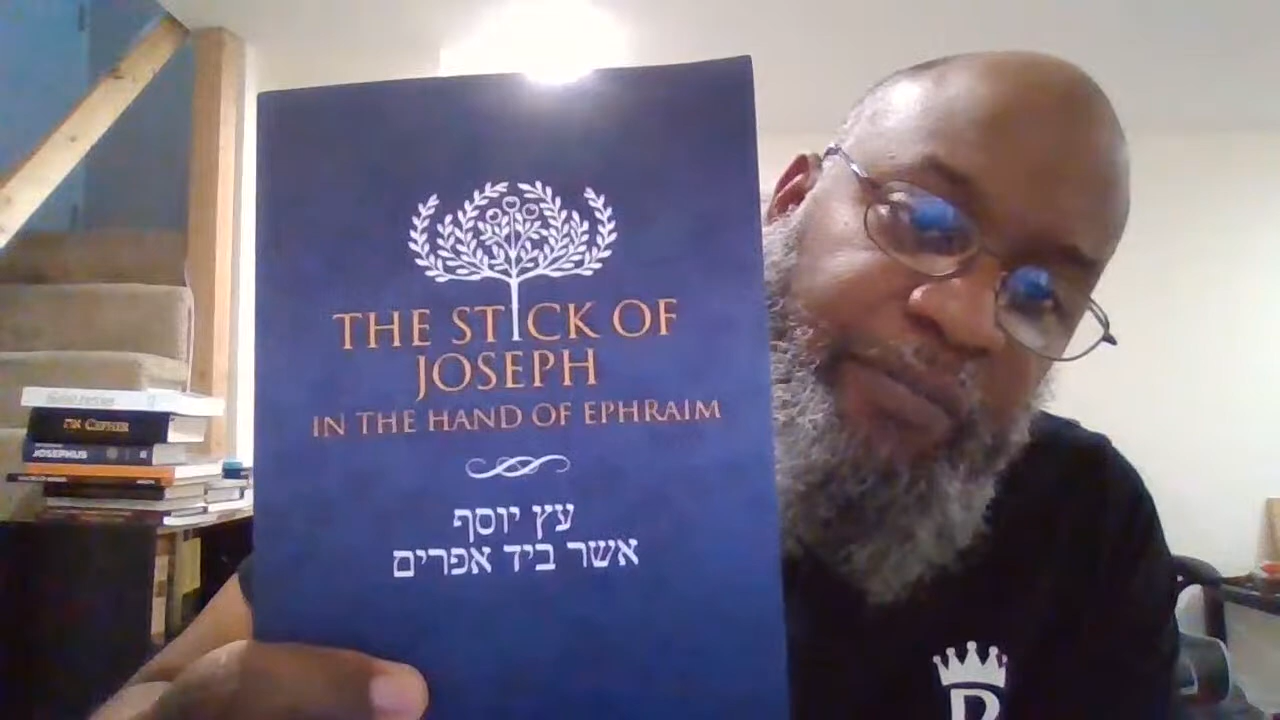 THE STICK OF
JOSEPH
IN THE HAND OF EPHRAIM
עץ יוסף
אשר ביד אפרים
JOSEPHUS